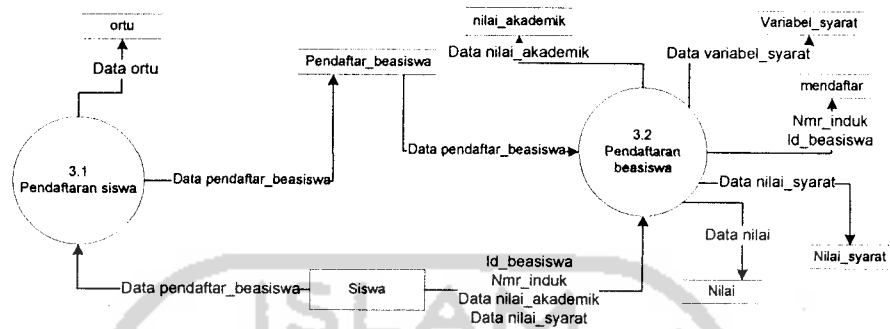 ortu
Data ortu
3.1
Pendaftaran siswa
Data pendaftar_beasiswa
Pendaftar_beasiswa
Data pendaftar_beasiswa
nilai_akademik
Data nilai_akademik
Variabel_syarat
Data variabel_syarat
mendaftar
Nmr_induk
Id_beasiswa
3.2
Pendaftaran
beasiswa
Data nilai_syarat
Nilai_syarat
Data nilai
Nilai
Data pendaftar_beasiswa
Siswa
Id_beasiswa
Nmr_induk
Data nilai_akademik
Data nilai_syarat
ISLAM